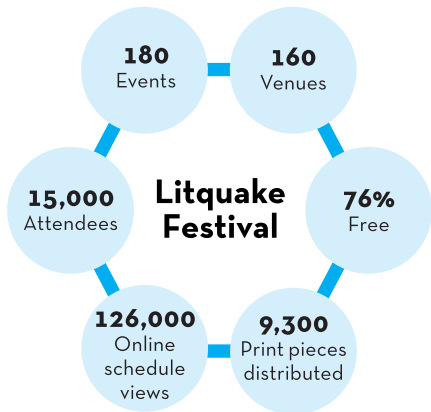 180
Events
160
Venues
15,000
Attendees
Litquake
Festival
76%
Free
126,000
Online
schedule
views
9,300
Print pieces
distributed